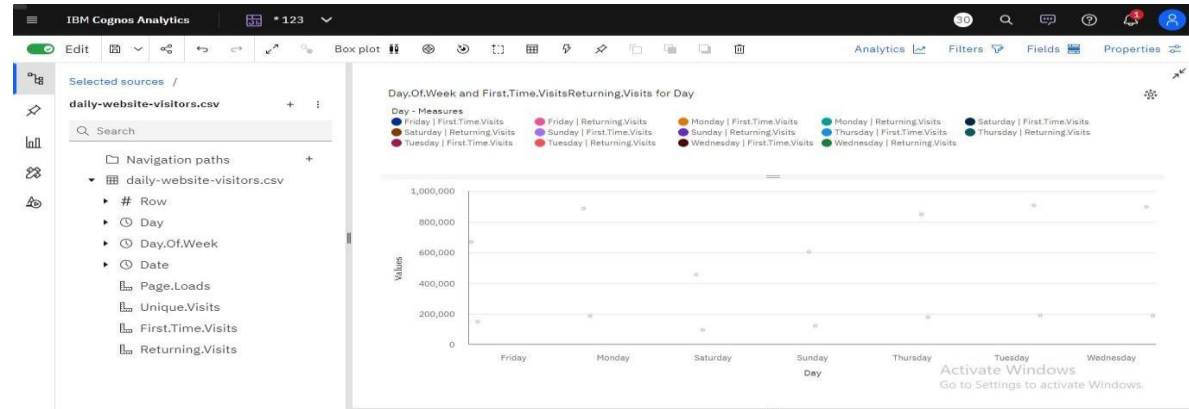 IBM Cognos Analytics * 123 30 1
Edit Box plot Analytics Filters Fields Properties
Selected sources /
daily-website-visitors.csv
Search
Navigation paths
daily-website-visitors.csv
# Row
Day
Day.Of.Week
Date
Page.Loads
Unique.Visits
First.Time.Visits
Returning.Visits
Day.Of.Week and First.Time.VisitsReturning.Visits for Day
Day - Measures
Friday | First.Time.Visits Friday | Returning.Visits Monday | First.Time.Visits Monday | Returning.Visits Saturday | First.Time.Visits
Saturday | Returning.Visits Sunday | First.Time.Visits Sunday | Returning.Visits Thursday | First.Time.Visits Thursday | Returning.Visits
Tuesday | First.Time.Visits Tuesday | Returning.Visits Wednesday | First.Time.Visits Wednesday | Returning.Visits
1,000,000
800,000
600,000
400,000
200,000
0
Values
Friday Monday Saturday Sunday Thursday Tuesday Wednesday
Day
Activate Windows
Go to Settings to activate Windows.